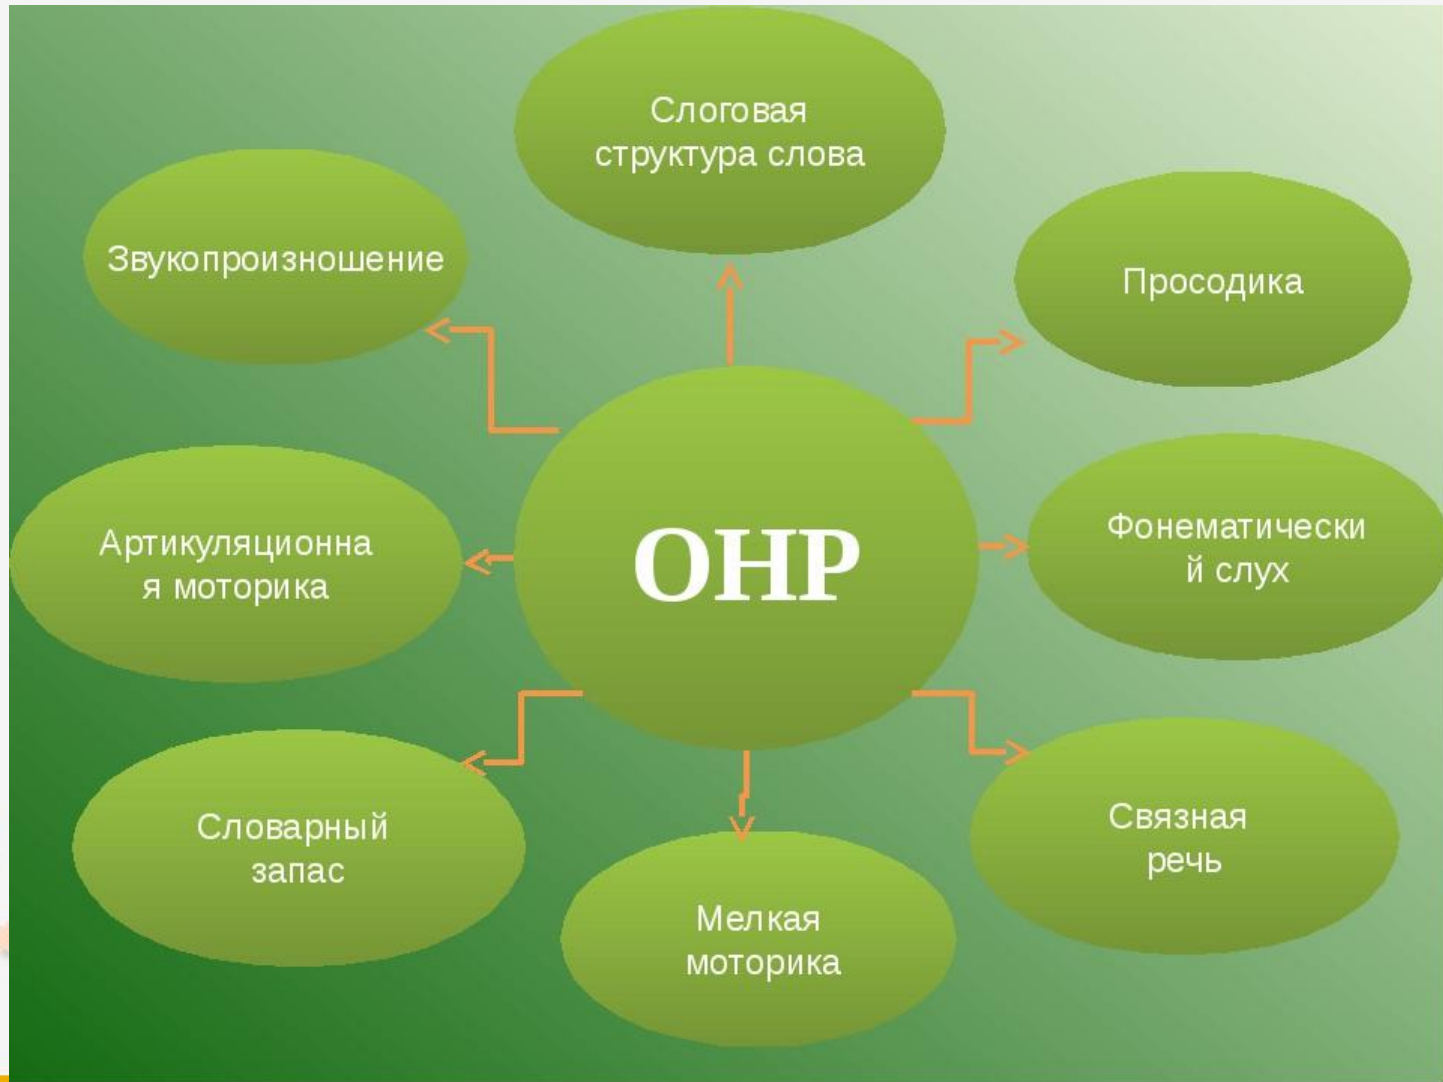 Слоговая
структура слова
Звукопроизношение
Просодика
Артикуляционна
я моторика
ОНР
Фонематически
й слух
Словарный
запас
Связная
речь
Мелкая
моторика